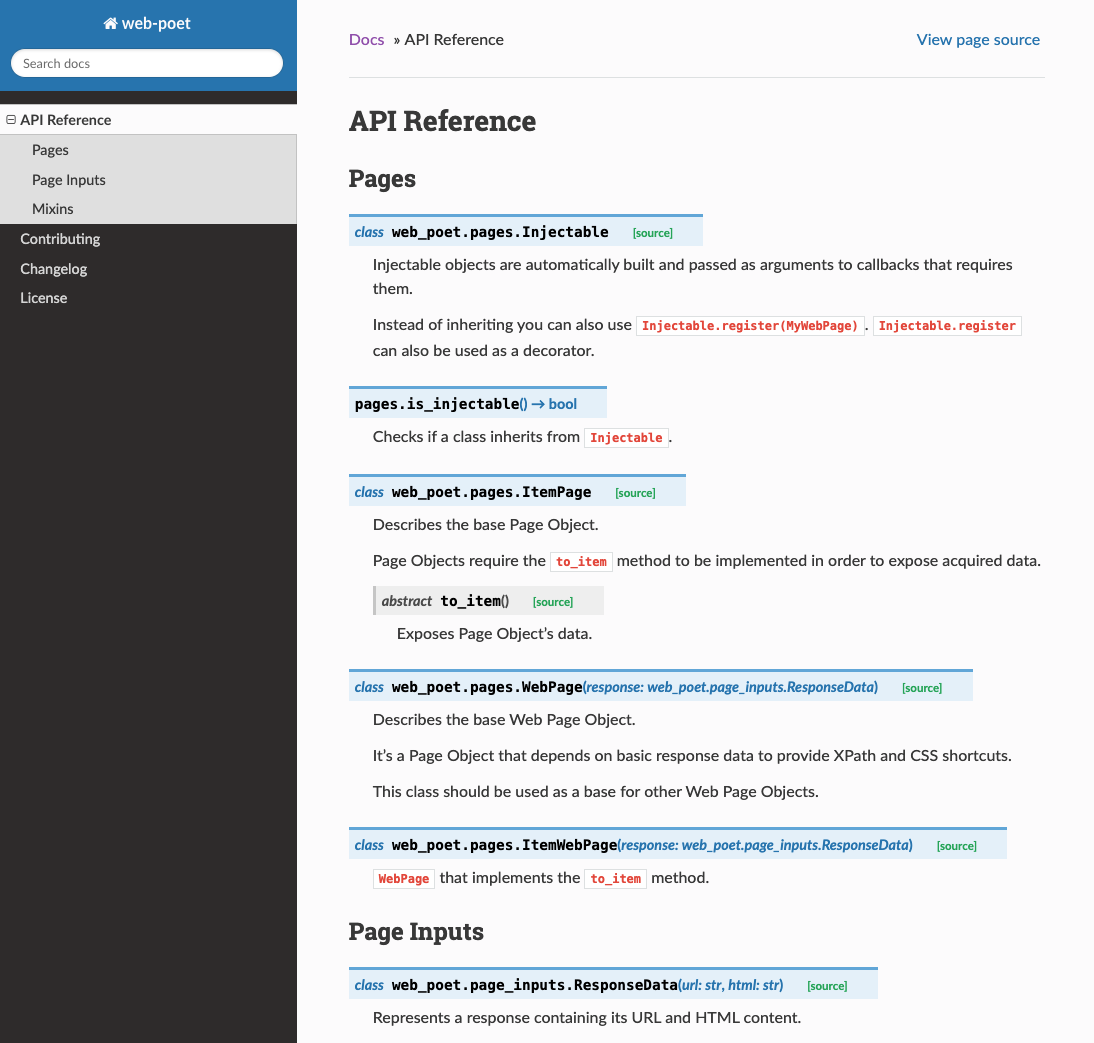 web-poet
Search docs
API Reference
Pages
Page Inputs
Mixins
Contributing
Changelog
License
Docs » API Reference
View page source
API Reference
Pages
class web_poet.pages.Injectable [source]
Injectable objects are automatically built and passed as arguments to callbacks that requires
them.
Instead of inheriting you can also use Injectable.register(MyWebPage). Injectable.register
can also be used as a decorator.
pages.is_injectable() → bool
Checks if a class inherits from Injectable.
class web_poet.pages.ItemPage [source]
Describes the base Page Object.
Page Objects require the to_item method to be implemented in order to expose acquired data.
abstract to_item() [source]
Exposes Page Object’s data.
class web_poet.pages.WebPage(response: web_poet.page_inputs.ResponseData) [source]
Describes the base Web Page Object.
It’s a Page Object that depends on basic response data to provide XPath and CSS shortcuts.
This class should be used as a base for other Web Page Objects.
class web_poet.pages.ItemWebPage(response: web_poet.page_inputs.ResponseData) [source]
WebPage that implements the to_item method.
Page Inputs
class web_poet.page_inputs.ResponseData(url: str, html: str) [source]
Represents a response containing its URL and HTML content.